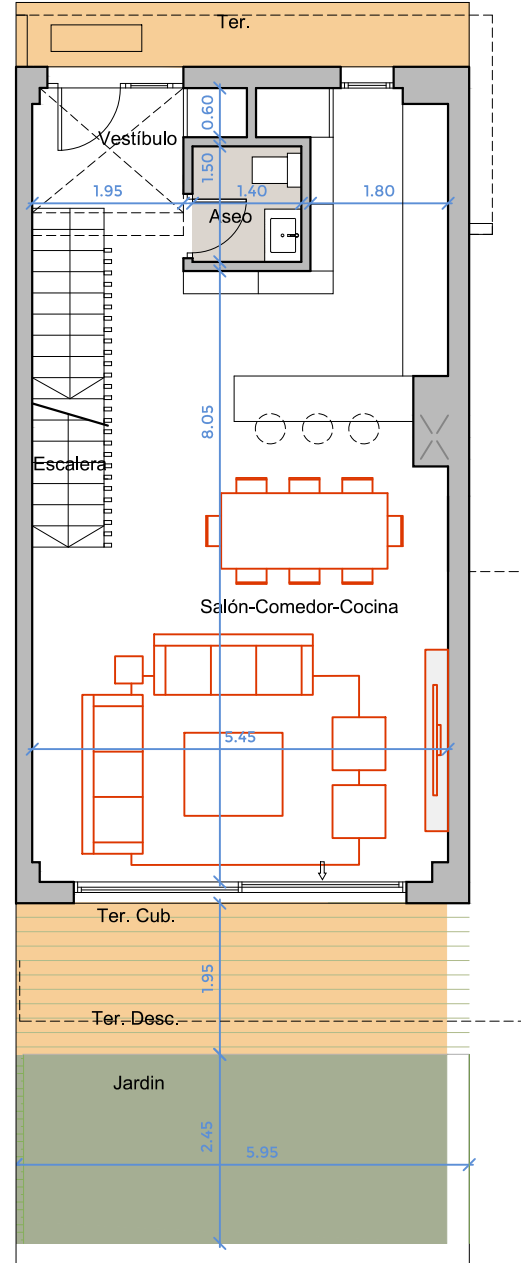 Ter.
0.60
Vestíbulo
1.50
1.95
1.40
1.80
Aseo
8.05
Escalera
Salón-Comedor-Cocina
5.45
Ter. Cub.
1.95
Ter. Desc.
Jardin
2.45
5.95